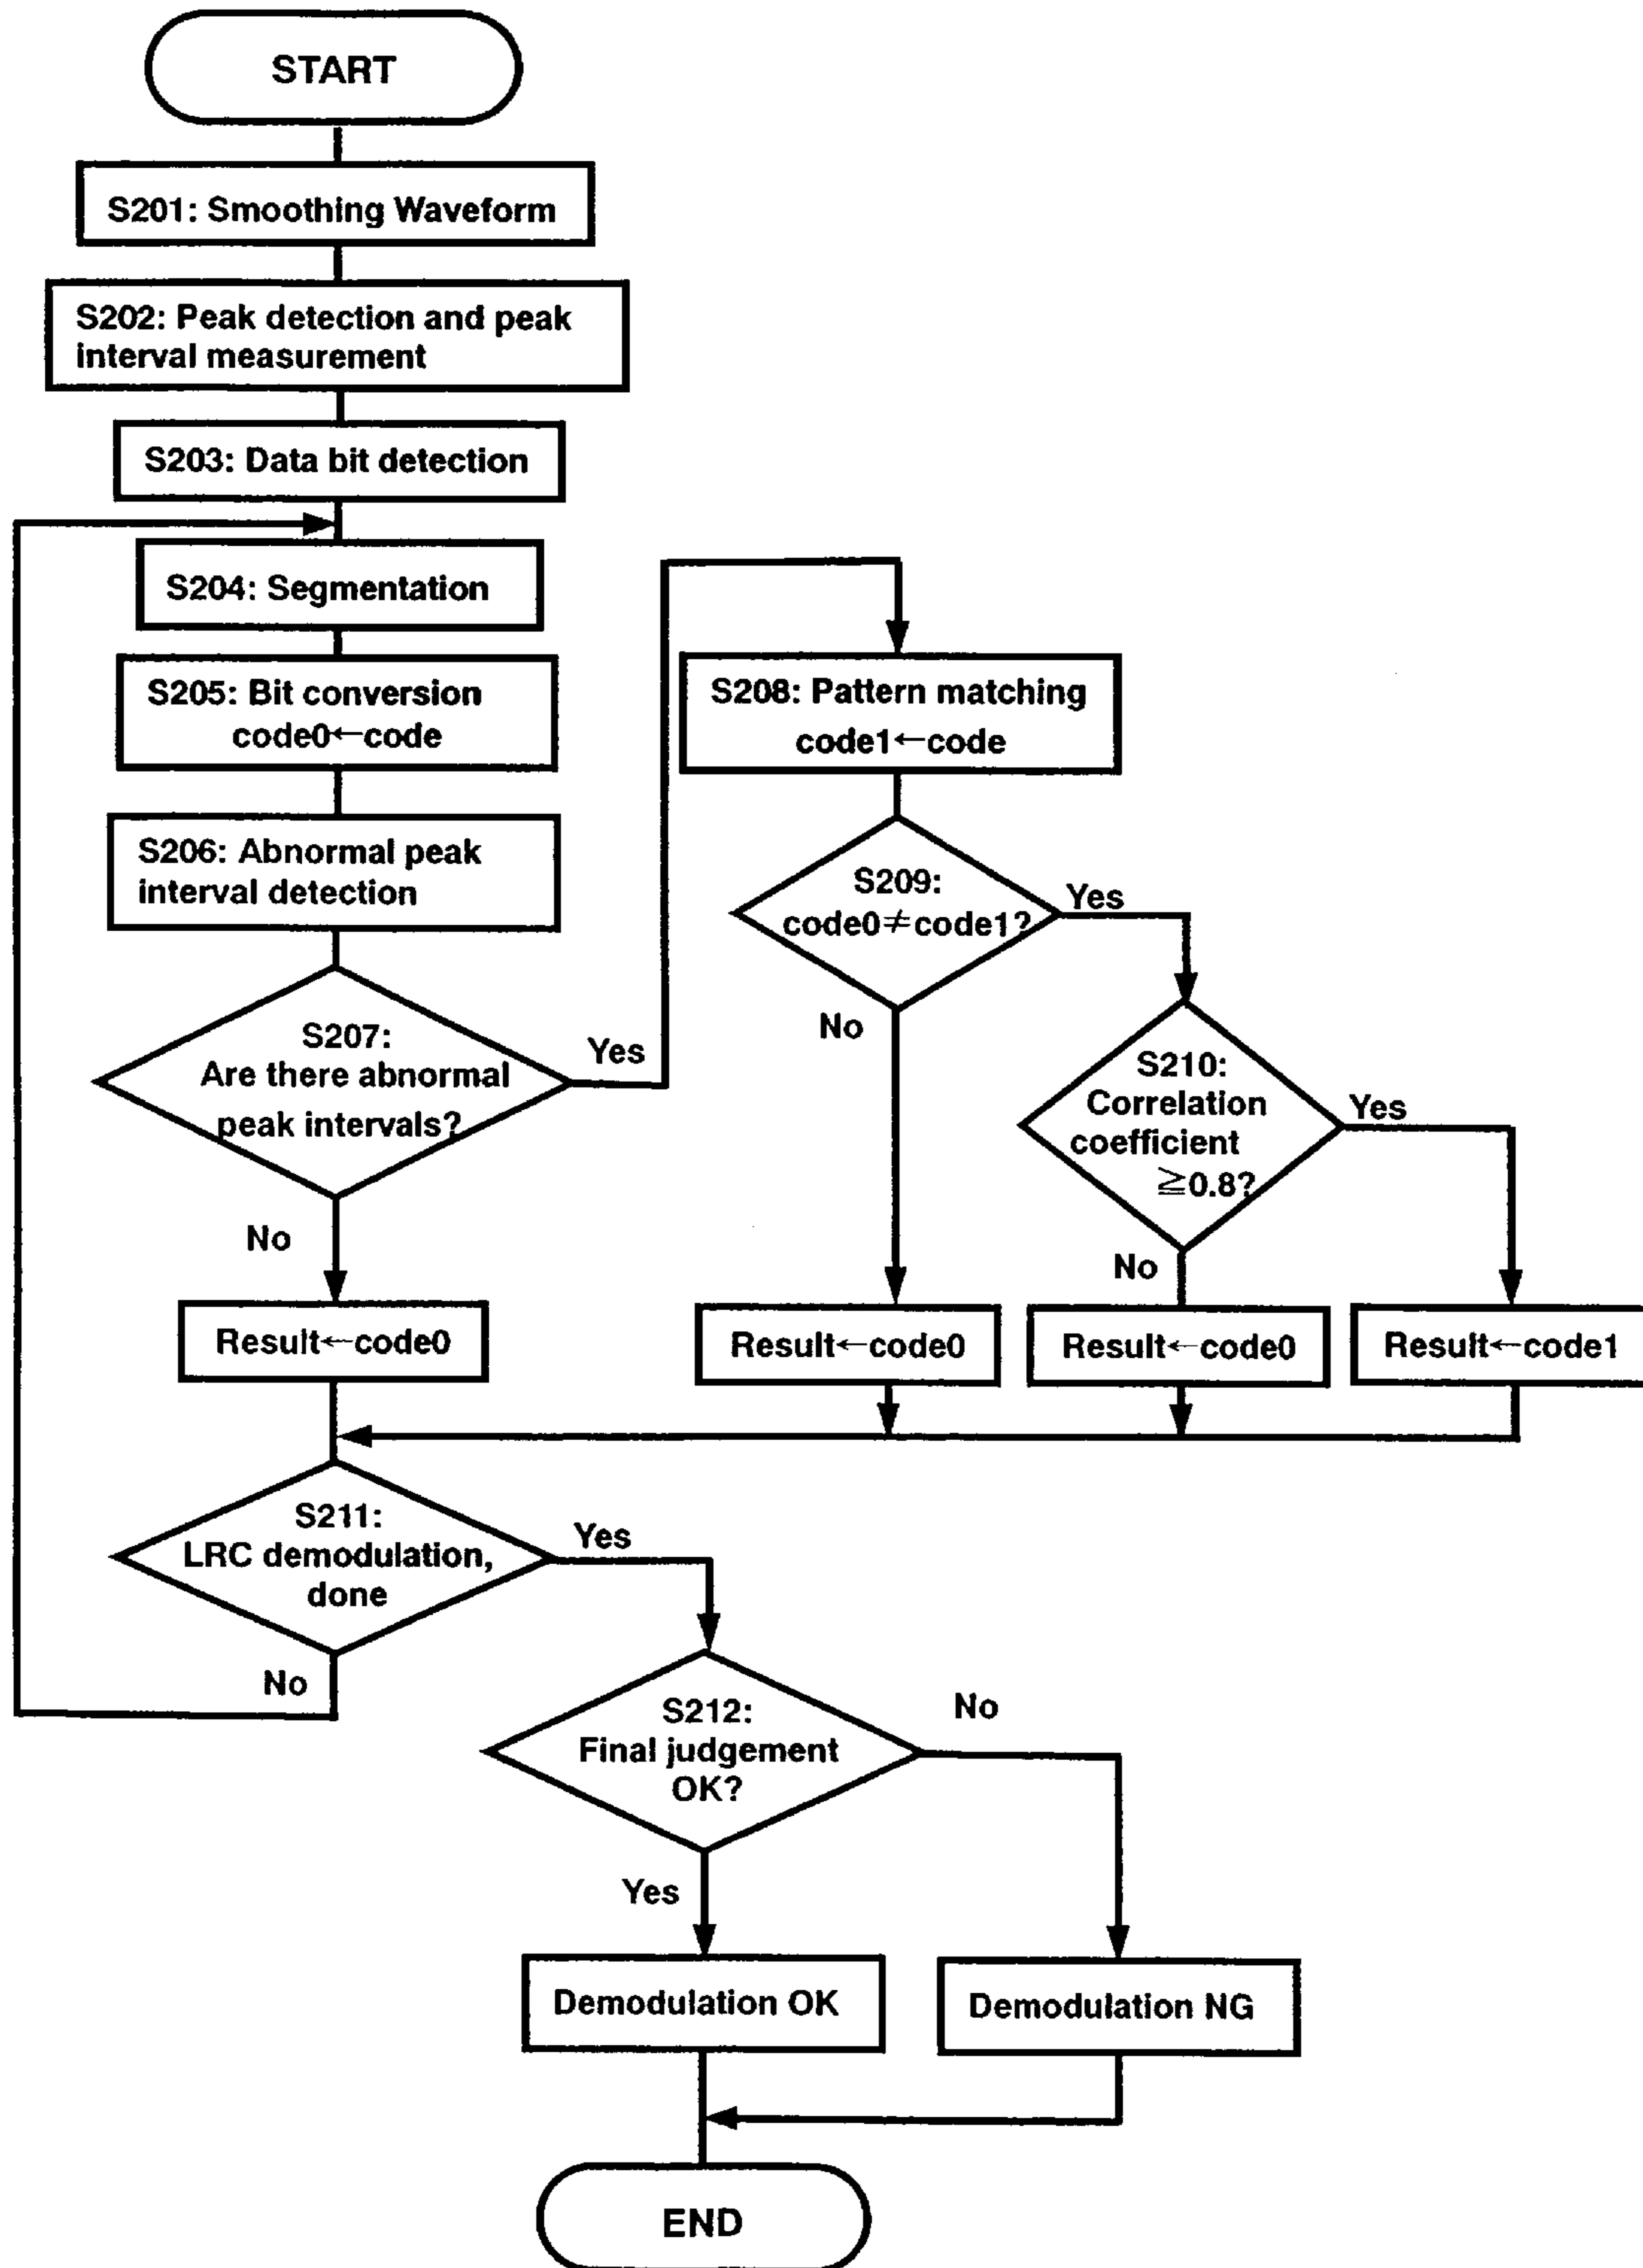 START
S201: Smoothing Waveform
S202: Peak detection and peak
interval measurement
S203: Data bit detection
S204: Segmentation
S205: Bit conversion
code0←code
S206: Abnormal peak
interval detection
S207:
Are there abnormal
peak intervals?
Yes
No
Result←code0
S208: Pattern matching
code1←code
S209:
code0≠code1?
Yes
No
S210:
Correlation
coefficient
≧0.8?
Yes
No
Result←code0
Result←code0
Result←code1
S211:
LRC demodulation,
done
Yes
No
S212:
Final judgement
OK?
No
Yes
Demodulation OK
Demodulation NG
END